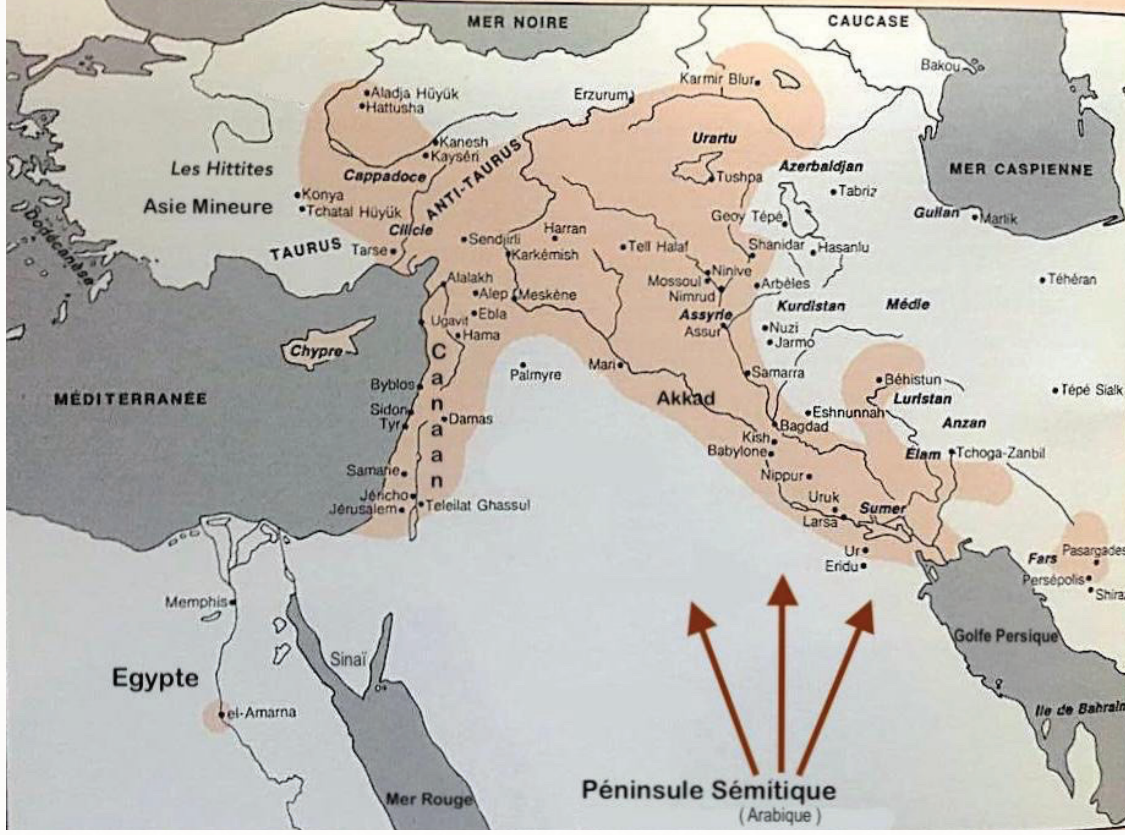 MER NOIRE
CAUCASE
Bakou
Karmir Blur
Aladja Hüyük
Hattusha
Erzurum
Kanesh
Kayséri
Urartu
Les Hittites
Cappadoce
ANTI-TAURUS
Azerbaldjan
MER CASPIENNE
Tushpa
Tabriz
Konya
Asie Mineure
Tchatal Hüyük
Dodécanèse
Cilicie
Geoy Tépé
Guilan
Marlik
TAURUS
Tarse
Sendjirli
Harran
Tell Halaf
Shanidar
Hasanlu
Karkémish
Ninive
Mossoul
Nimrud
Arbèles
Téhéran
Alalakh
Alep
Meskène
Ebla
Kurdistan
Médie
Assyrie
Assur
Ugavit
Hama
Nuzi
Jarmo
Chypre
Canaan
Palmyre
Mari
Samarra
Béhistun
Luristan
Tépé Sialk
MÉDITERRANÉE
Byblos
Akkad
Sidon
Tyr
Damas
Eshnunnah
Bagdad
Anzan
Kish
Babylone
Élam
Tchoga-Zanbil
Samarie
Nippur
Jéricho
Jérusalem
Teleilat Ghassul
Uruk
Larsa
Sumer
Ur
Eridu
Fars
Pasargades
Persépolis
Shiraz
Memphis
Golfe Persique
Sinaï
Egypte
el-Amarna
Ile de Bahrain
Péninsule Sémitique
(Arabique)
Mer Rouge